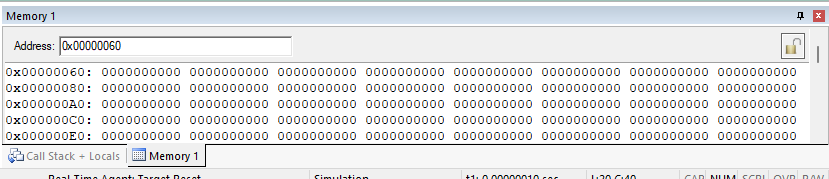 Memory 1
Address: 0x00000060
0x00000060: 0000000000 0000000000 0000000000 0000000000 0000000000 0000000000 0000000000 0000000000
0x00000080: 0000000000 0000000000 0000000000 0000000000 0000000000 0000000000 0000000000 0000000000
0x000000A0: 0000000000 0000000000 0000000000 0000000000 0000000000 0000000000 0000000000 0000000000
0x000000C0: 0000000000 0000000000 0000000000 0000000000 0000000000 0000000000 0000000000 0000000000
0x000000E0: 0000000000 0000000000 0000000000 0000000000 0000000000 0000000000 0000000000 0000000000
Call Stack + Locals Memory 1
Real-Time Agent: Target Reset Simulation t1: 0.00000010 sec L:20 C:40 CAP NUM SCRL OVR R/W